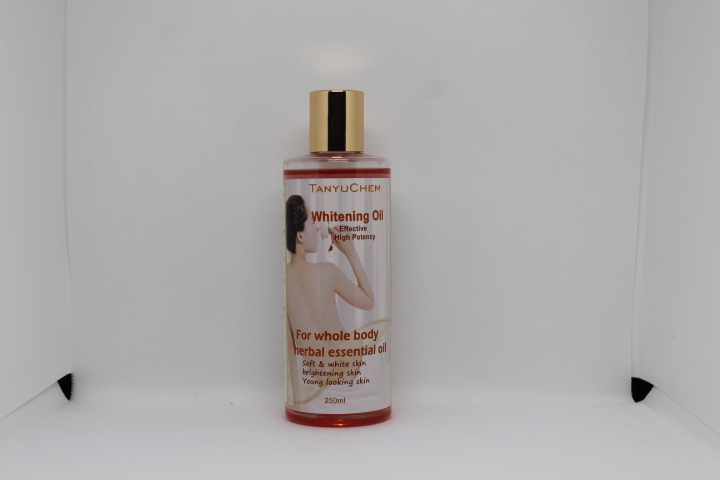 TANYUCHEM
Whitening Oil
Effective
High Potency
For whole body
herbal essential oil
Soft & white skin
brightening skin
Young looking skin
250ml